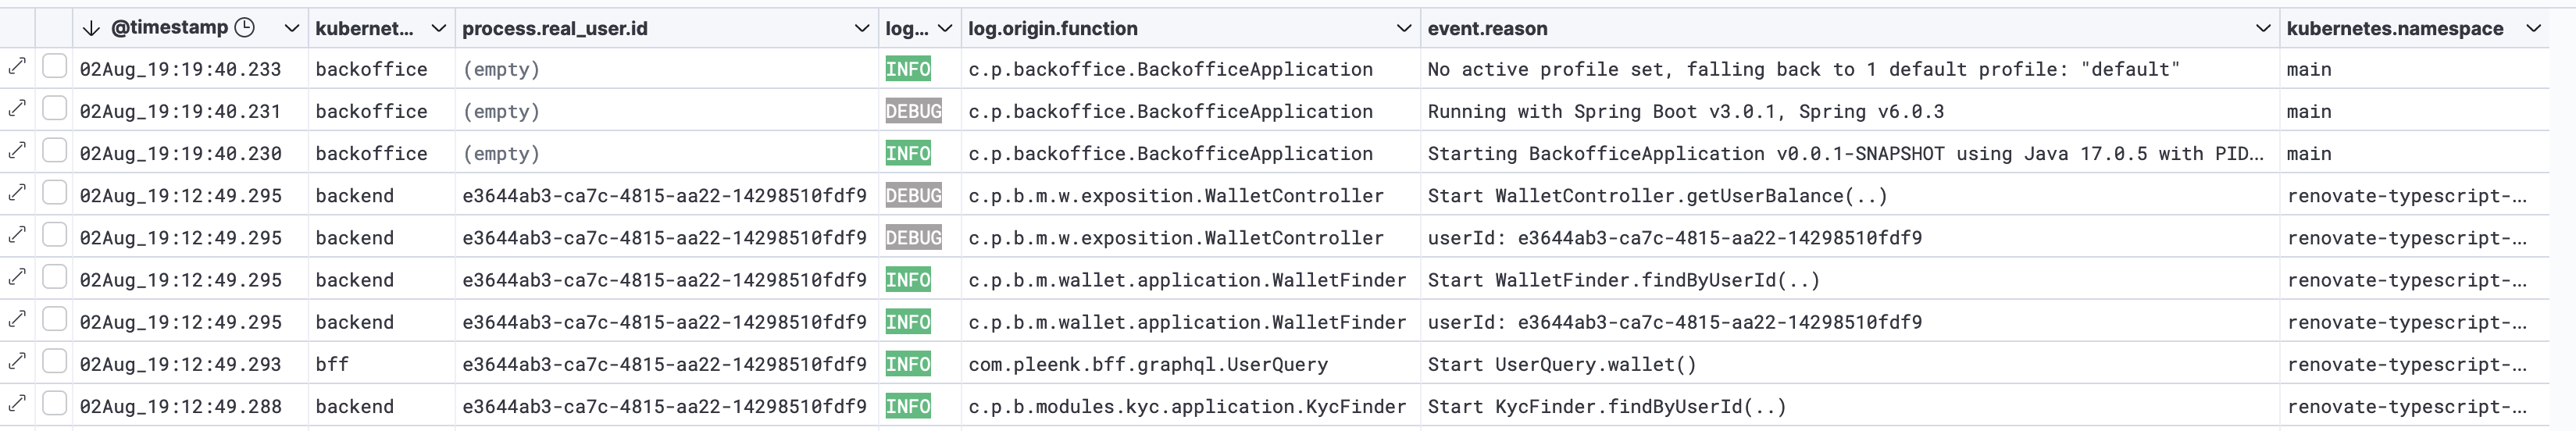 @timestamp kubernet... process.real_user.id log... log.origin.function event.reason kubernetes.namespace
02Aug_19:19:40.233 backoffice (empty) INFO c.p.backoffice.BackofficeApplication No active profile set, falling back to 1 default profile: "default" main
02Aug_19:19:40.231 backoffice (empty) DEBUG c.p.backoffice.BackofficeApplication Running with Spring Boot v3.0.1, Spring v6.0.3 main
02Aug_19:19:40.230 backoffice (empty) INFO c.p.backoffice.BackofficeApplication Starting BackofficeApplication v0.0.1-SNAPSHOT using Java 17.0.5 with PID... main
02Aug_19:12:49.295 backend e3644ab3-ca7c-4815-aa22-14298510fdf9 DEBUG c.p.b.m.w.exposition.WalletController Start WalletController.getUserBalance(..) renovate-typescript-...
02Aug_19:12:49.295 backend e3644ab3-ca7c-4815-aa22-14298510fdf9 DEBUG c.p.b.m.w.exposition.WalletController userId: e3644ab3-ca7c-4815-aa22-14298510fdf9 renovate-typescript-...
02Aug_19:12:49.295 backend e3644ab3-ca7c-4815-aa22-14298510fdf9 INFO c.p.b.m.wallet.application.WalletFinder Start WalletFinder.findByUserId(..) renovate-typescript-...
02Aug_19:12:49.295 backend e3644ab3-ca7c-4815-aa22-14298510fdf9 INFO c.p.b.m.wallet.application.WalletFinder userId: e3644ab3-ca7c-4815-aa22-14298510fdf9 renovate-typescript-...
02Aug_19:12:49.293 bff e3644ab3-ca7c-4815-aa22-14298510fdf9 INFO com.pleenk.bff.graphql.UserQuery Start UserQuery.wallet() renovate-typescript-...
02Aug_19:12:49.288 backend e3644ab3-ca7c-4815-aa22-14298510fdf9 INFO c.p.b.modules.kyc.application.KycFinder Start KycFinder.findByUserId(..) renovate-typescript-...